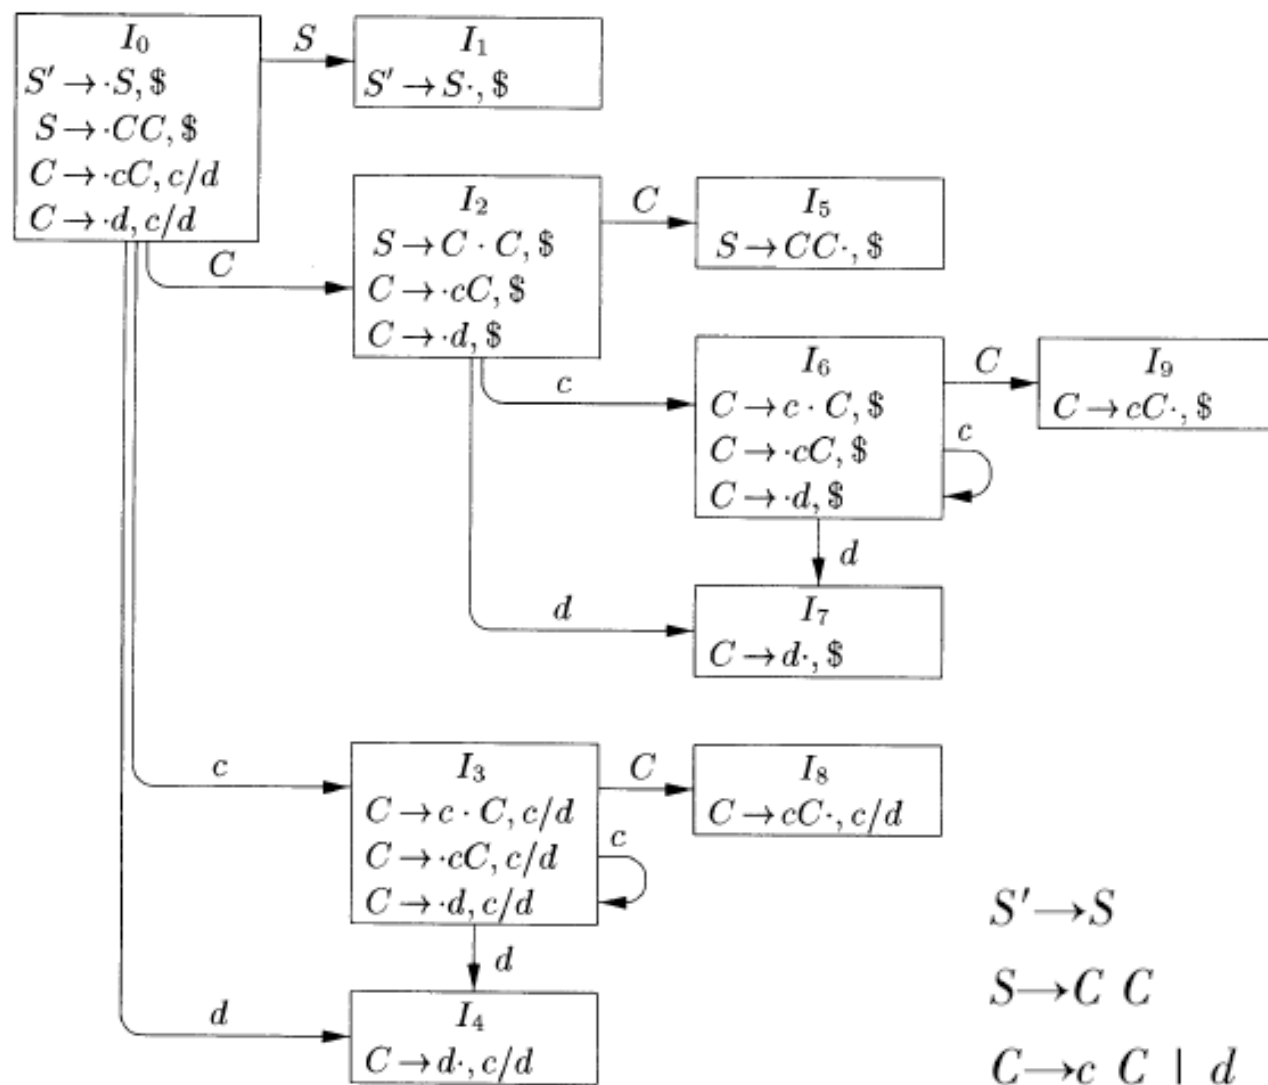 I₀
S' → ·S, $
S → ·CC, $
C → ·cC, c/d
C → ·d, c/d
S
I₁
S' → S·, $
C
I₂
S → C · C, $
C → ·cC, $
C → ·d, $
C
I₅
S → CC·, $
c
I₆
C → c · C, $
C → ·cC, $
C → ·d, $
C
I₉
C → cC·, $
c
d
d
I₇
C → d·, $
c
I₃
C → c · C, c/d
C → ·cC, c/d
C → ·d, c/d
C
I₈
C → cC·, c/d
c
d
d
I₄
C → d·, c/d
S' → S
S → C C
C → c C | d